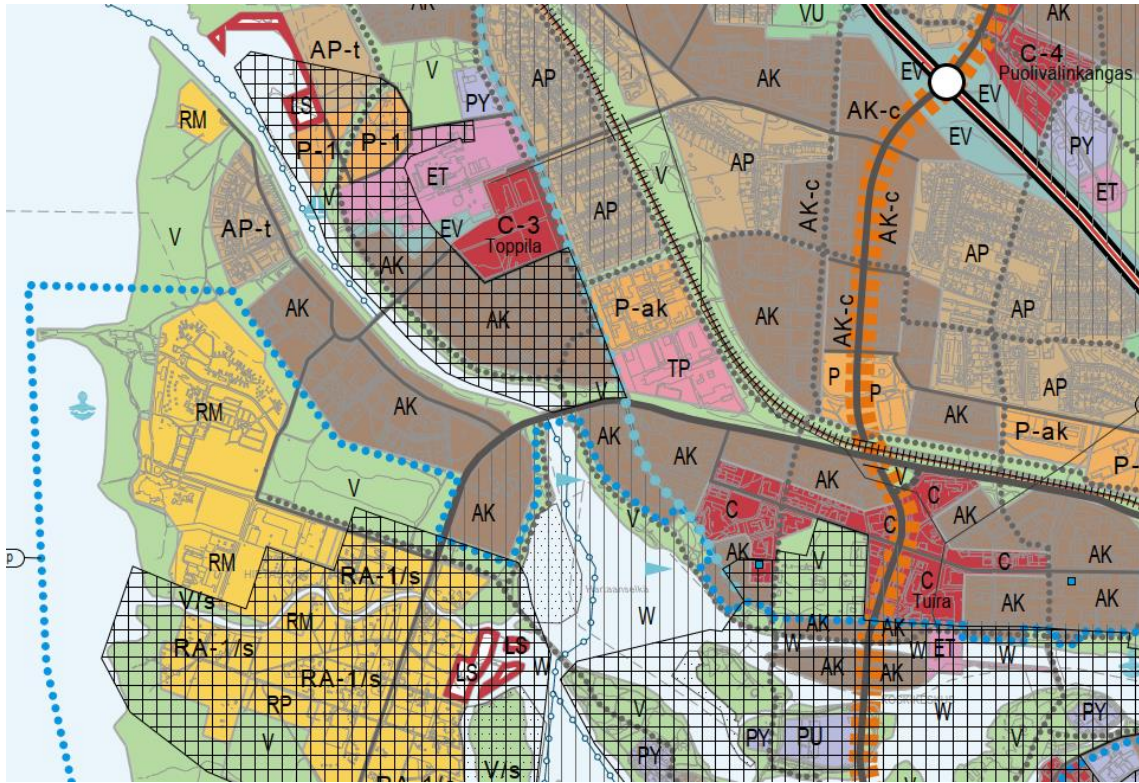 AK
VU
AK
C-4
Puolivälinkangas
AP-t
V
AP
AK
EV
EV
RM
LS
PY
AK-c
EV
PY
P-1
P-1
V
ET
AP
AP
V
ET
V
AK-c
AK-c
V
AP-t
EV
C-3
Toppila
AP
AP
AK
AK
AK
P-ak
AK
AK-c
AP
RM
TP
P
P
AP
AK
V
AK
P-ak
AK
AK
AK
V
P-
V
AK
C
C
AK
RM
V
AK
V
C
AK
RA-1/s
C
Tuira
AK
V/s
RM
W
AK
AK
AK
RA-1/s
RA-1/s
LS
LS
W
W
W
ET
W
AK
AK
RP
W
V
V
PY
V
V/s
PY
PY
PU
RA-1/s
V